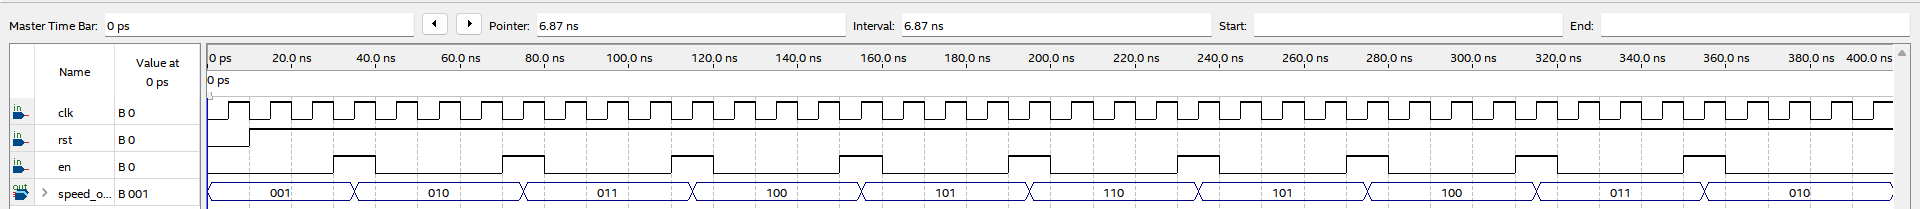 Master Time Bar: 0 ps Pointer: 6.87 ns Interval: 6.87 ns Start: End:
Name Value at 0 ps
0 ps 20.0 ns 40.0 ns 60.0 ns 80.0 ns 100.0 ns 120.0 ns 140.0 ns 160.0 ns 180.0 ns 200.0 ns 220.0 ns 240.0 ns 260.0 ns 280.0 ns 300.0 ns 320.0 ns 340.0 ns 360.0 ns 380.0 ns 400.0 ns
0 ps
in clk B 0
in rst B 0
in en B 0
out speed_o... B 001 001 010 011 100 101 110 101 100 011 010